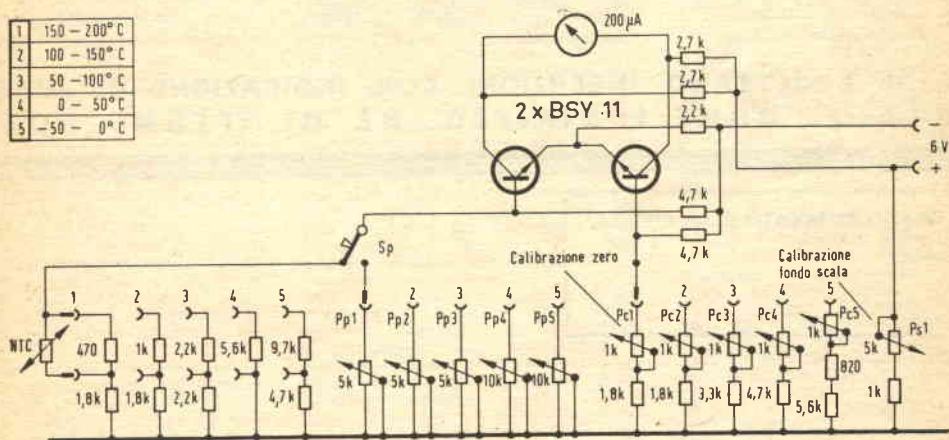 1 150 – 200° C
2 100 – 150° C
3 50 – 100° C
4 0 – 50° C
5 -50 – 0° C
200 µA
2,7 k
2,7 k
2 x BSY 11
2,2 k
−
6 V
+
4,7 k
4,7 k
Sp
Calibrazione zero
Calibrazione
fondo scala
1 2 3 4 5
Pp1 2 Pp2 3 Pp3 4 Pp4 5 Pp5
Pc1 2 Pc2 3 Pc3 4 Pc4 5 Pc5
Ps1
NTC 470 1k 2,2k 5,6k 9,7k
5k 5k 5k 10k 10k
1k 1k 1k 1k 1k 5k
820
1,8k 1,8k 2,2k 4,7k
1,8k 1,8k 3,3k 4,7k 5,6k 1k